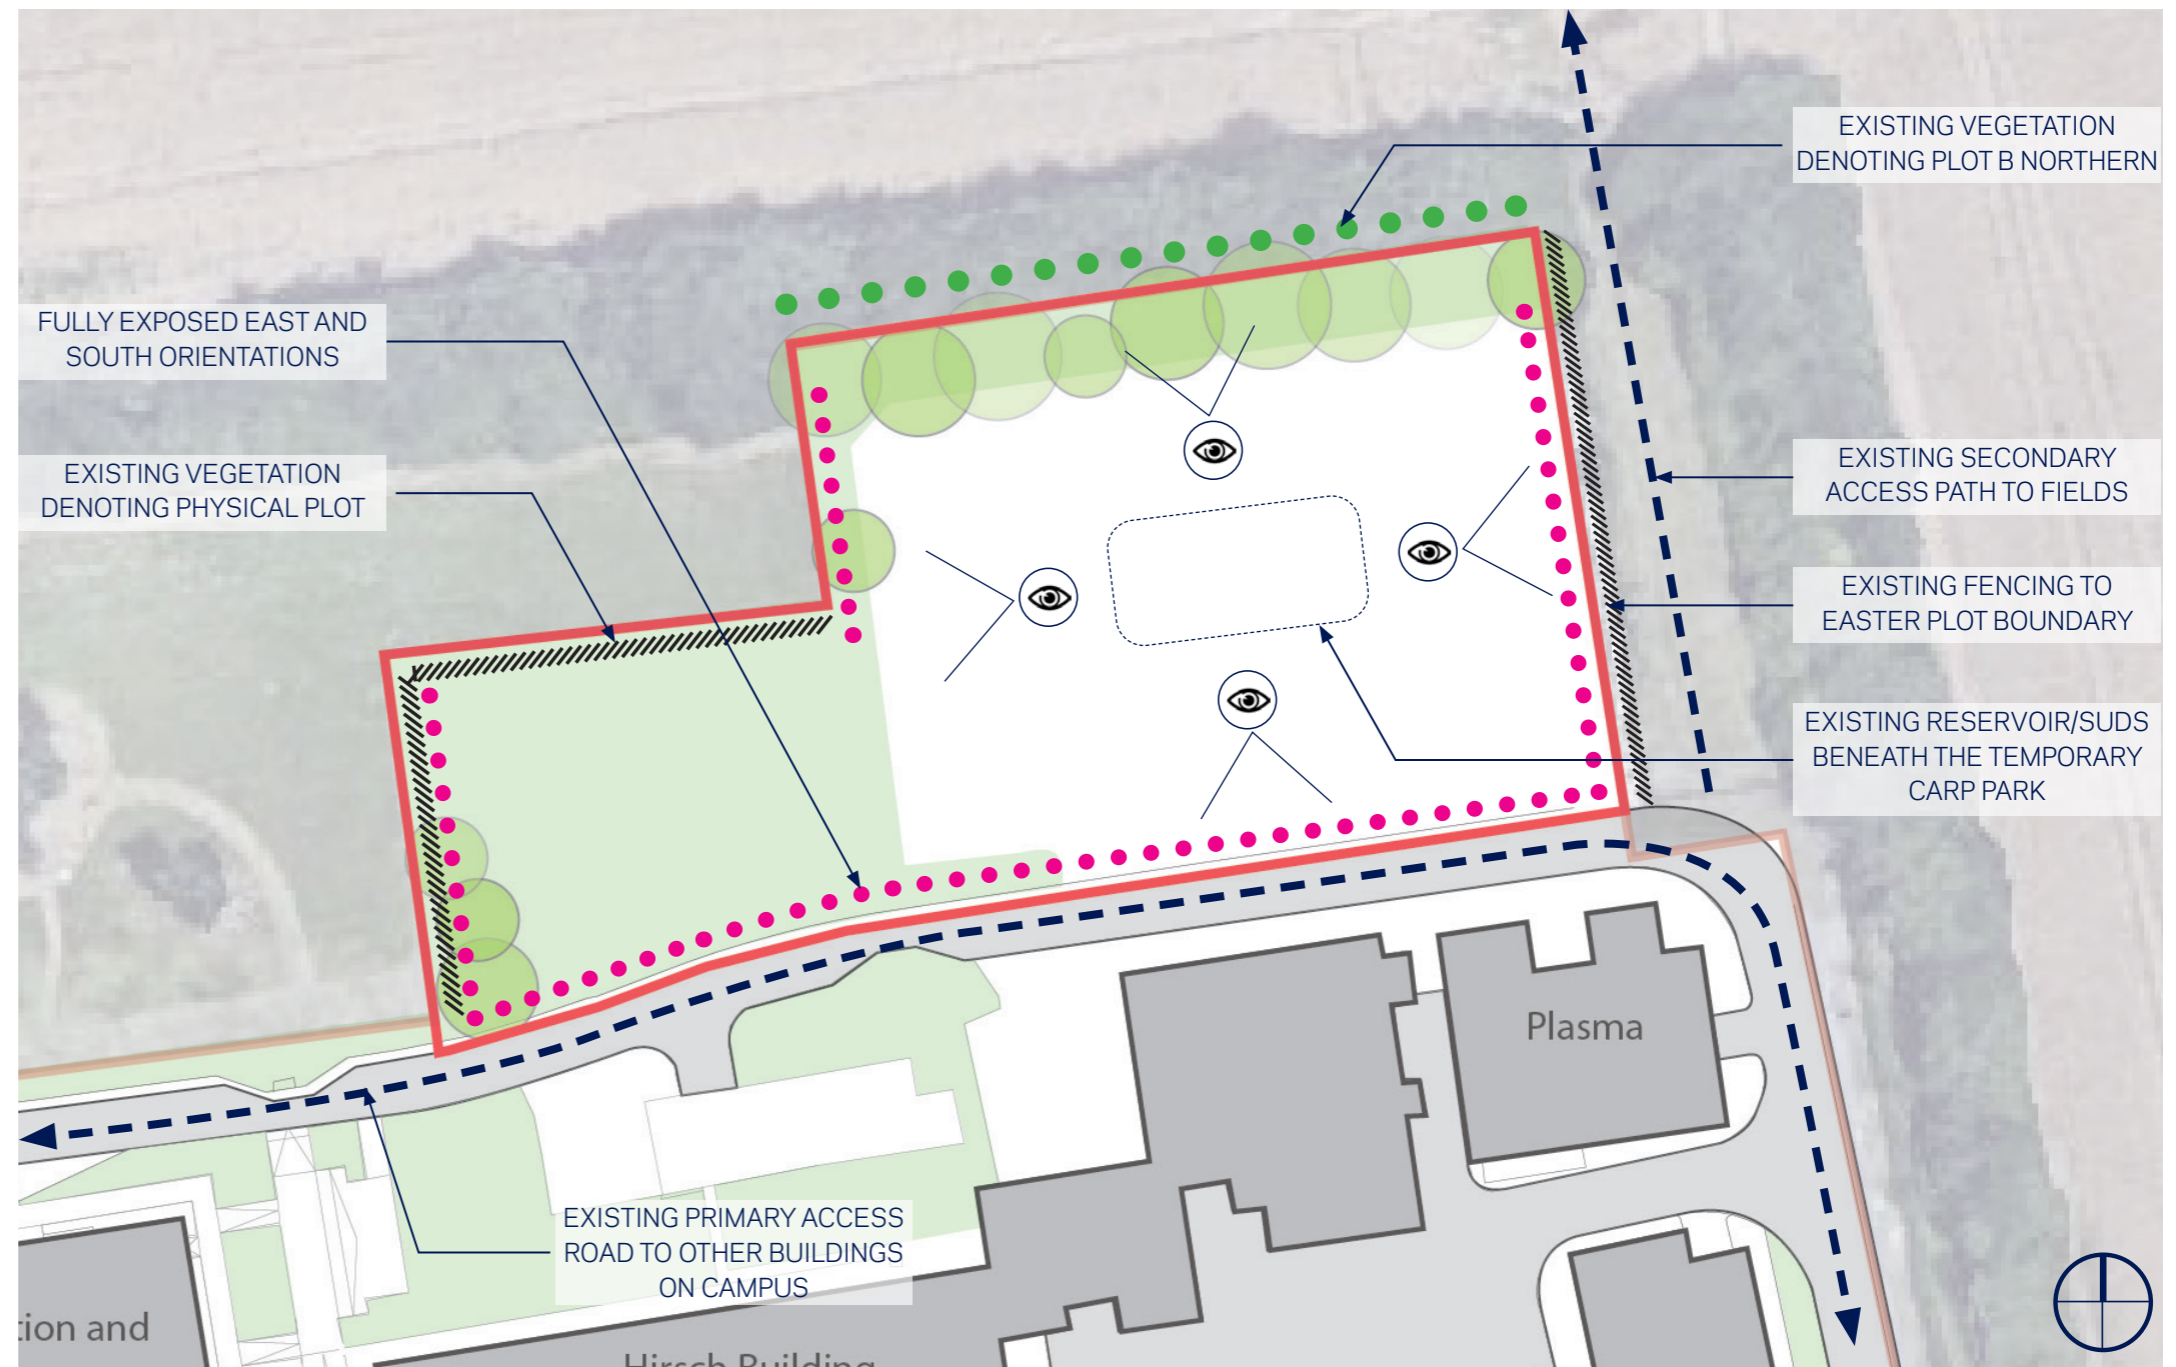 EXISTING VEGETATION
DENOTING PLOT B NORTHERN
FULLY EXPOSED EAST AND
SOUTH ORIENTATIONS
EXISTING VEGETATION
DENOTING PHYSICAL PLOT
EXISTING SECONDARY
ACCESS PATH TO FIELDS
EXISTING FENCING TO
EASTER PLOT BOUNDARY
EXISTING RESERVOIR/SUDS
BENEATH THE TEMPORARY
CARP PARK
Plasma
EXISTING PRIMARY ACCESS
ROAD TO OTHER BUILDINGS
ON CAMPUS
tion and
Hirsch Building